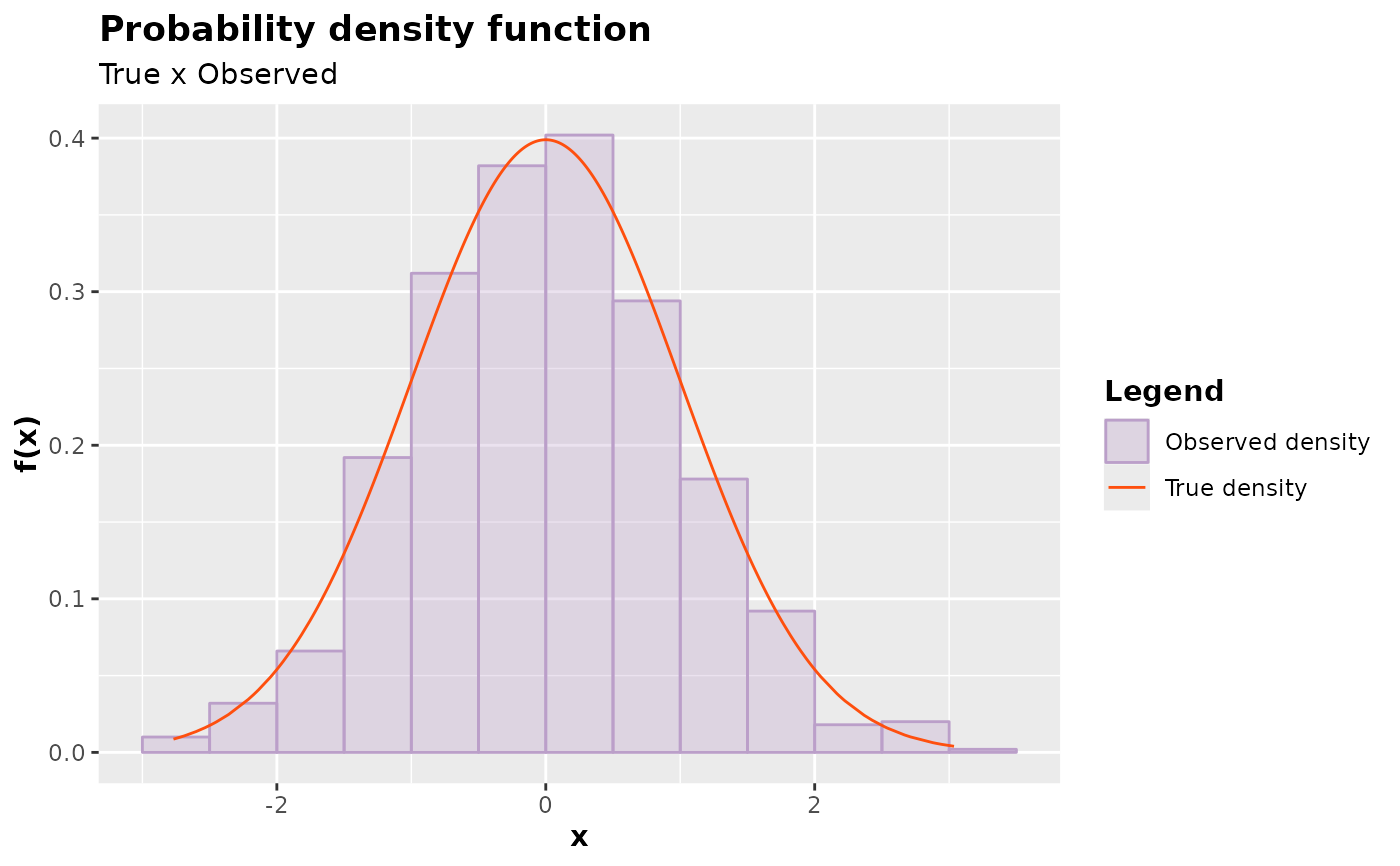 Probability density function
True x Observed
0.4
0.3
0.2
0.1
0.0
f(x)
-2
0
2
x
Legend
Observed density
True density